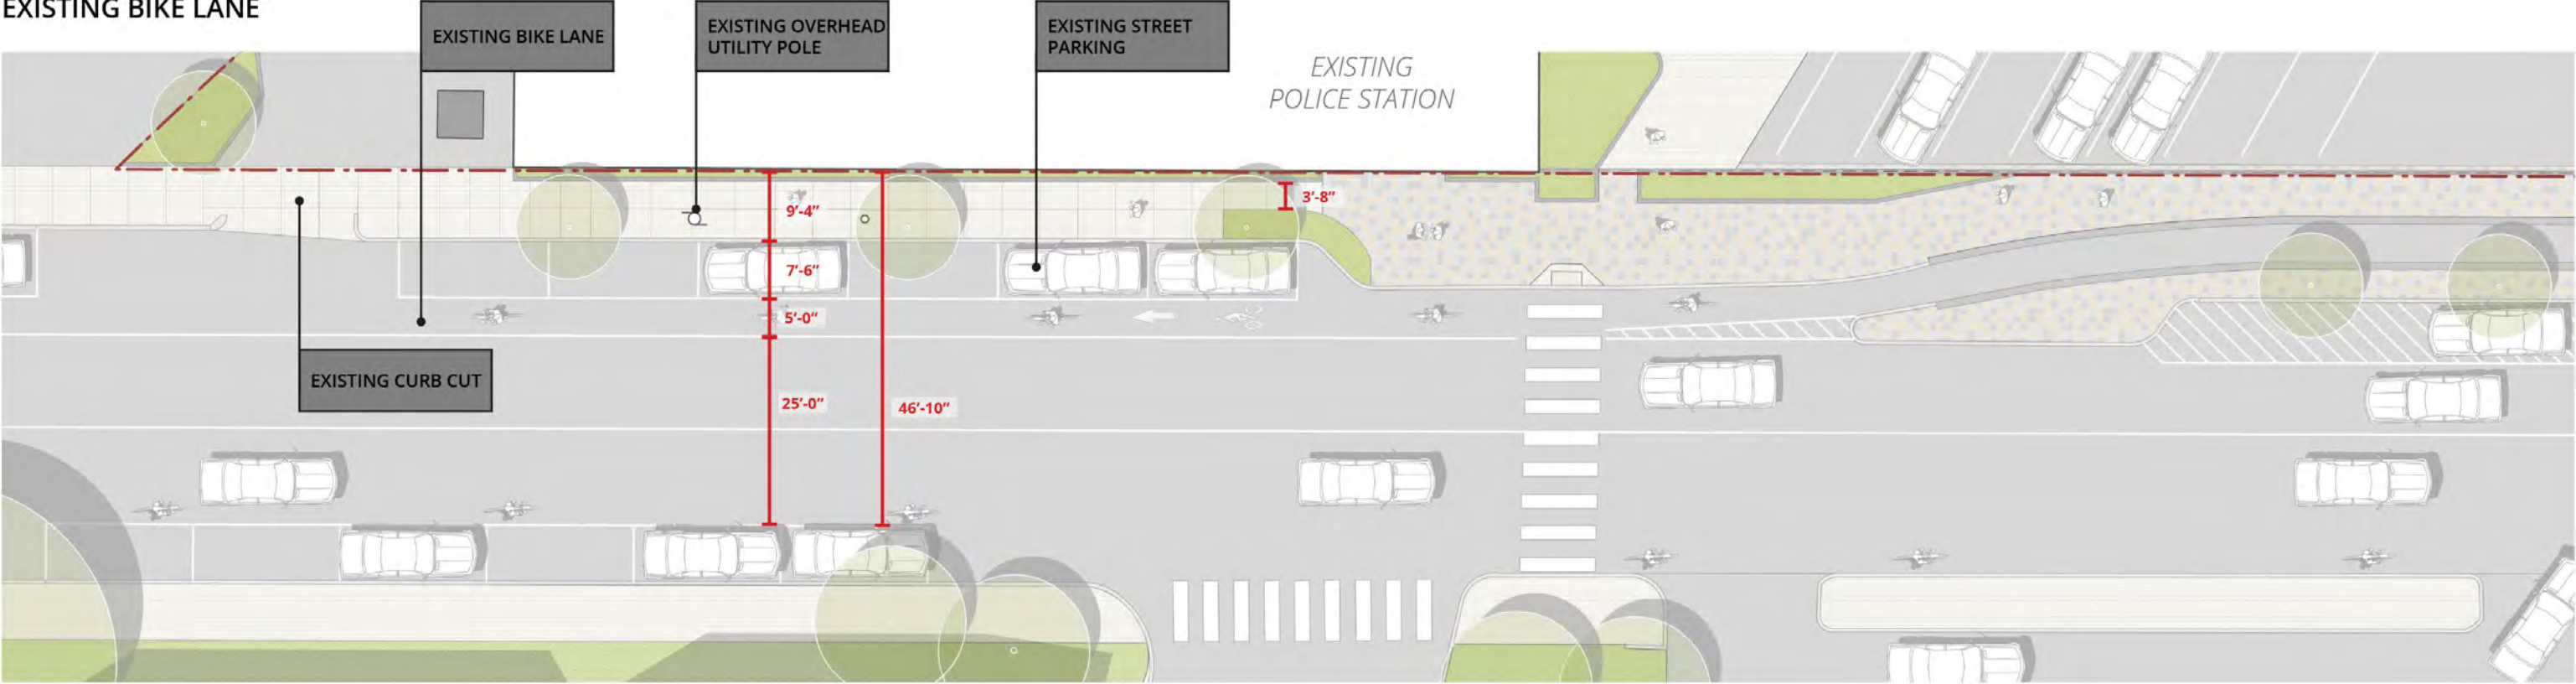 EXISTING BIKE LANE
EXISTING BIKE LANE
EXISTING OVERHEAD
UTILITY POLE
EXISTING STREET
PARKING
EXISTING
POLICE STATION
9'-4"
3'-8"
7'-6"
5'-0"
EXISTING CURB CUT
25'-0"
46'-10"